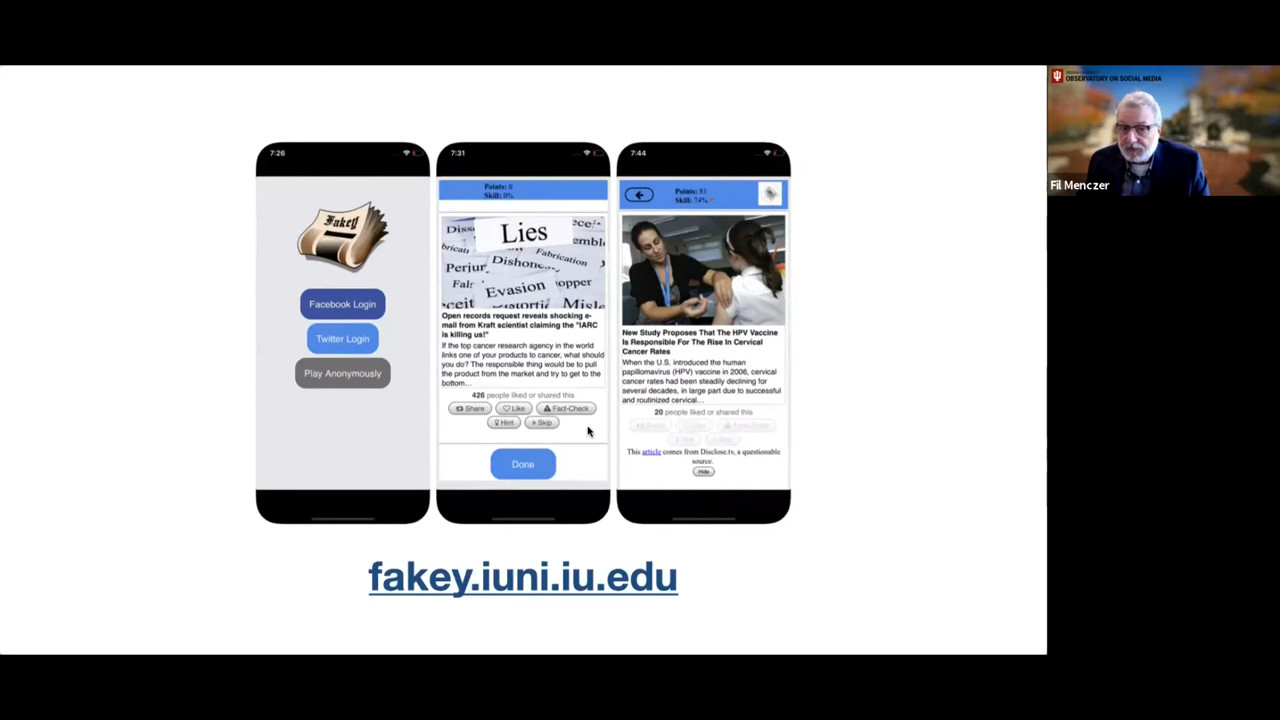 7:26
Fakey
Facebook Login
Twitter Login
Play Anonymously
7:31
Points: 0
Skill: 0%
Lies
Fabrication
Evasion
Open records request reveals shocking e-
mail from Kraft scientist claiming the "IARC
is killing us!"
If the top cancer research agency in the world
links one of your products to cancer, what should
you do? The responsible thing would be to pull
the product from the market and try to get to the
bottom...
426 people liked or shared this
Share Like Fact-Check
Hint Skip
Done
7:44
Points: 51
Skill: 74%
New Study Proposes That The HPV Vaccine
Is Responsible For The Rise In Cervical
Cancer Rates
When the U.S. introduced the human
papillomavirus (HPV) vaccine in 2006, cervical
cancer rates had been steadily declining for
several decades, in large part due to successful
and routinized cervical...
20 people liked or shared this
This article comes from Disclose.tv, a questionable
source.
Hide
fakey.iuni.iu.edu
OBSERVATORY ON SOCIAL MEDIA
Fil Menczer